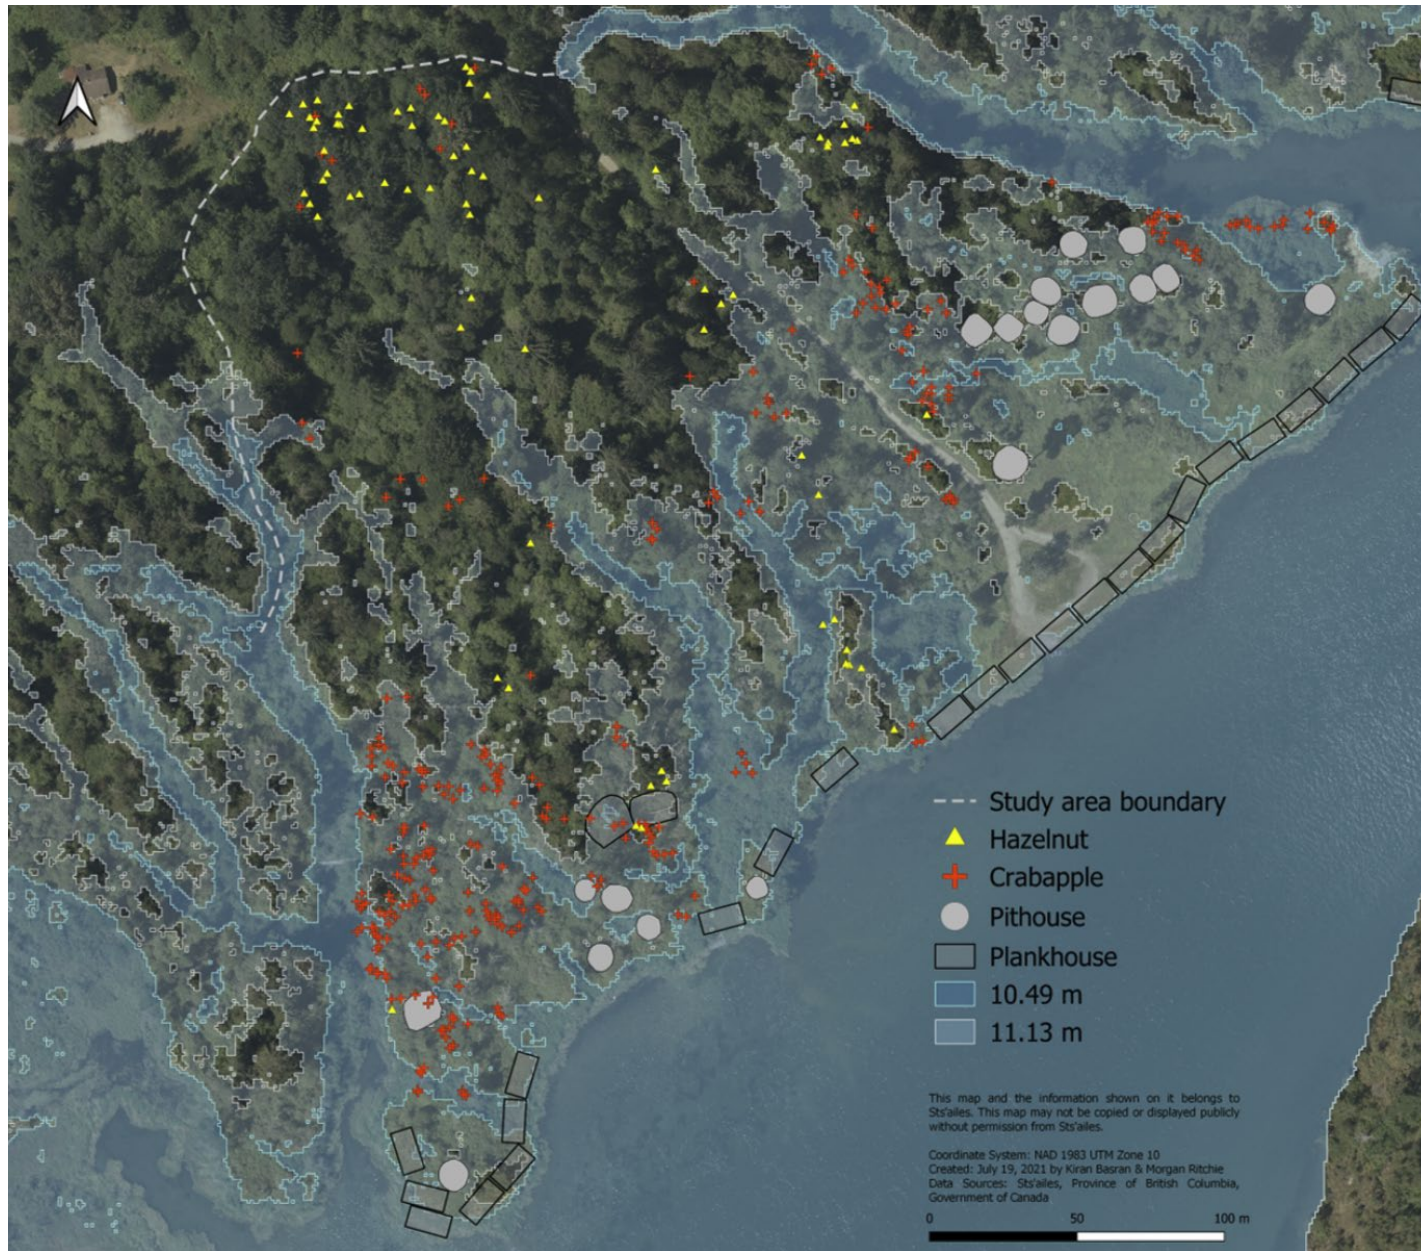 Study area boundary
Hazelnut
Crabapple
Pithouse
Plankhouse
10.49 m
11.13 m
This map and the information shown on it belongs to
Sts'ailes. This map may not be copied or displayed publicly
without permission from Sts'ailes.
Coordinate System: NAD 1983 UTM Zone 10
Created: July 19, 2021 by Kiran Basran & Morgan Ritchie
Data Sources: Sts'ailes, Province of British Columbia,
Government of Canada
0 50 100 m